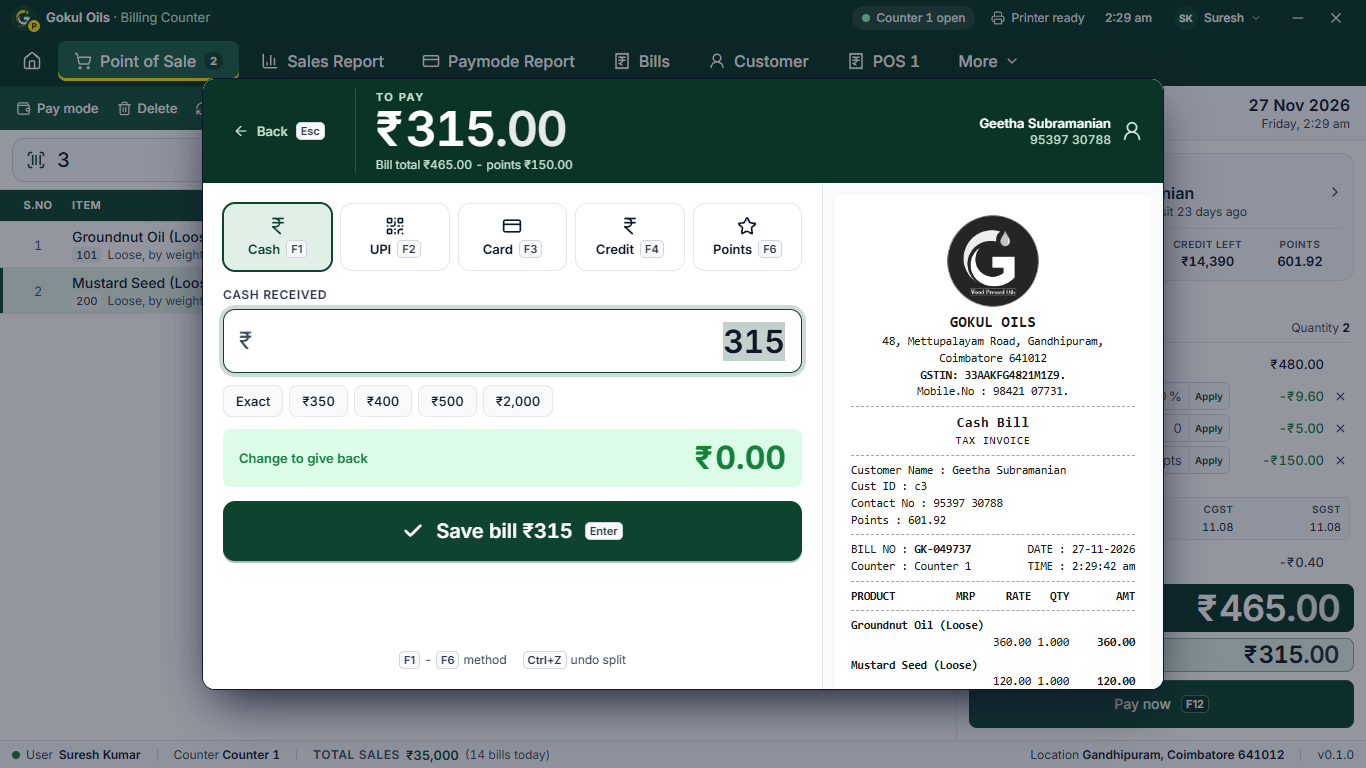 Gokul Oils · Billing Counter
Counter 1 open
Printer ready
2:29 am
SK Suresh
Point of Sale 2
Sales Report
Paymode Report
Bills
Customer
POS 1
More
Pay mode
Delete
27 Nov 2026
Friday, 2:29 am
3
S.NO ITEM
1 Groundnut Oil (Loos
101 Loose, by weight
2 Mustard Seed (Loos
200 Loose, by weight
Back Esc
TO PAY
₹315.00
Bill total ₹465.00 - points ₹150.00
Geetha Subramanian
95397 30788
₹ Cash F1
UPI F2
Card F3
₹ Credit F4
Points F6
CASH RECEIVED
₹ 315
Exact
₹350
₹400
₹500
₹2,000
Change to give back ₹0.00
Save bill ₹315 Enter
F1 - F6 method Ctrl+Z undo split
G
Wood Pressed Oils
GOKUL OILS
48, Mettupalayam Road, Gandhipuram,
Coimbatore 641012
GSTIN: 33AAKFG4821M1Z9.
Mobile.No : 98421 07731.
Cash Bill
TAX INVOICE
Customer Name : Geetha Subramanian
Cust ID : c3
Contact No : 95397 30788
Points : 601.92
BILL NO : GK-049737 DATE : 27-11-2026
Counter : Counter 1 TIME : 2:29:42 am
PRODUCT MRP RATE QTY AMT
Groundnut Oil (Loose)
360.00 1.000 360.00
Mustard Seed (Loose)
120.00 1.000 120.00
nian
sit 23 days ago
CREDIT LEFT POINTS
₹14,390 601.92
Quantity 2
₹480.00
% Apply -₹9.60
0 Apply -₹5.00
pts Apply -₹150.00
CGST SGST
11.08 11.08
-₹0.40
₹465.00
₹315.00
Pay now F12
User Suresh Kumar
Counter Counter 1
TOTAL SALES ₹35,000 (14 bills today)
Location Gandhipuram, Coimbatore 641012
v0.1.0